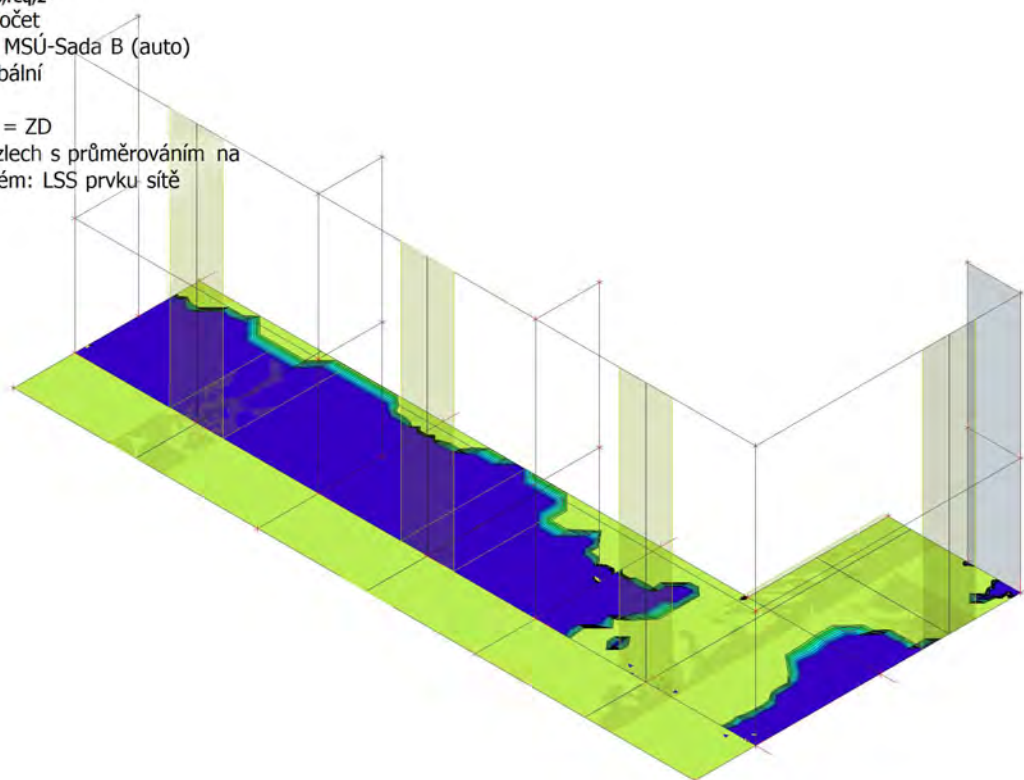 očet
MSÚ-Sada B (auto)
bální
= ZD
zlech s průměrováním na
ém: LSS prvku sítě